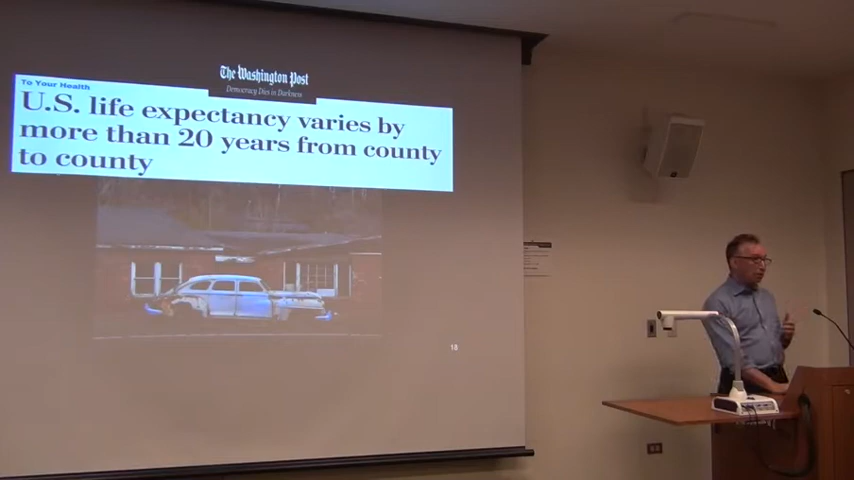 The Washington Post
Democracy Dies in Darkness
To Your Health
U.S. life expectancy varies by
more than 20 years from county
to county
18